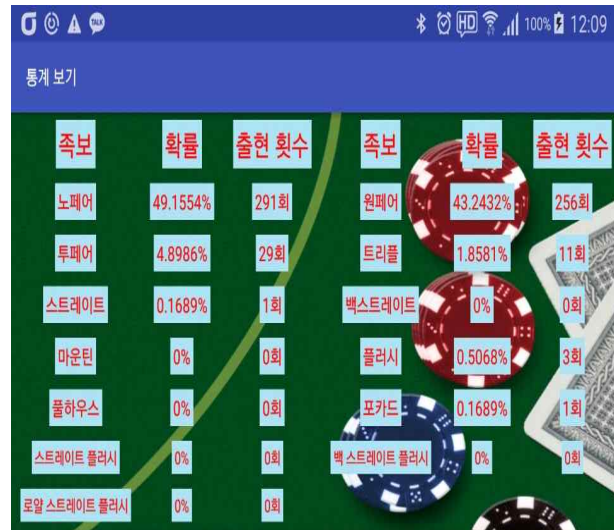 TALK HD 100% 12:09
통계 보기
족보 확률 출현 횟수 족보 확률 출현 횟수
노페어 49.1554% 291회 원페어 43.2432% 256회
투페어 4.8986% 29회 트리플 1.8581% 11회
스트레이트 0.1689% 1회 백스트레이트 0% 0회
마운틴 0% 0회 플러시 0.5068% 3회
풀하우스 0% 0회 포카드 0.1689% 1회
스트레이트 플러시 0% 0회 백 스트레이트 플러시 0% 0회
로얄 스트레이트 플러시 0% 0회